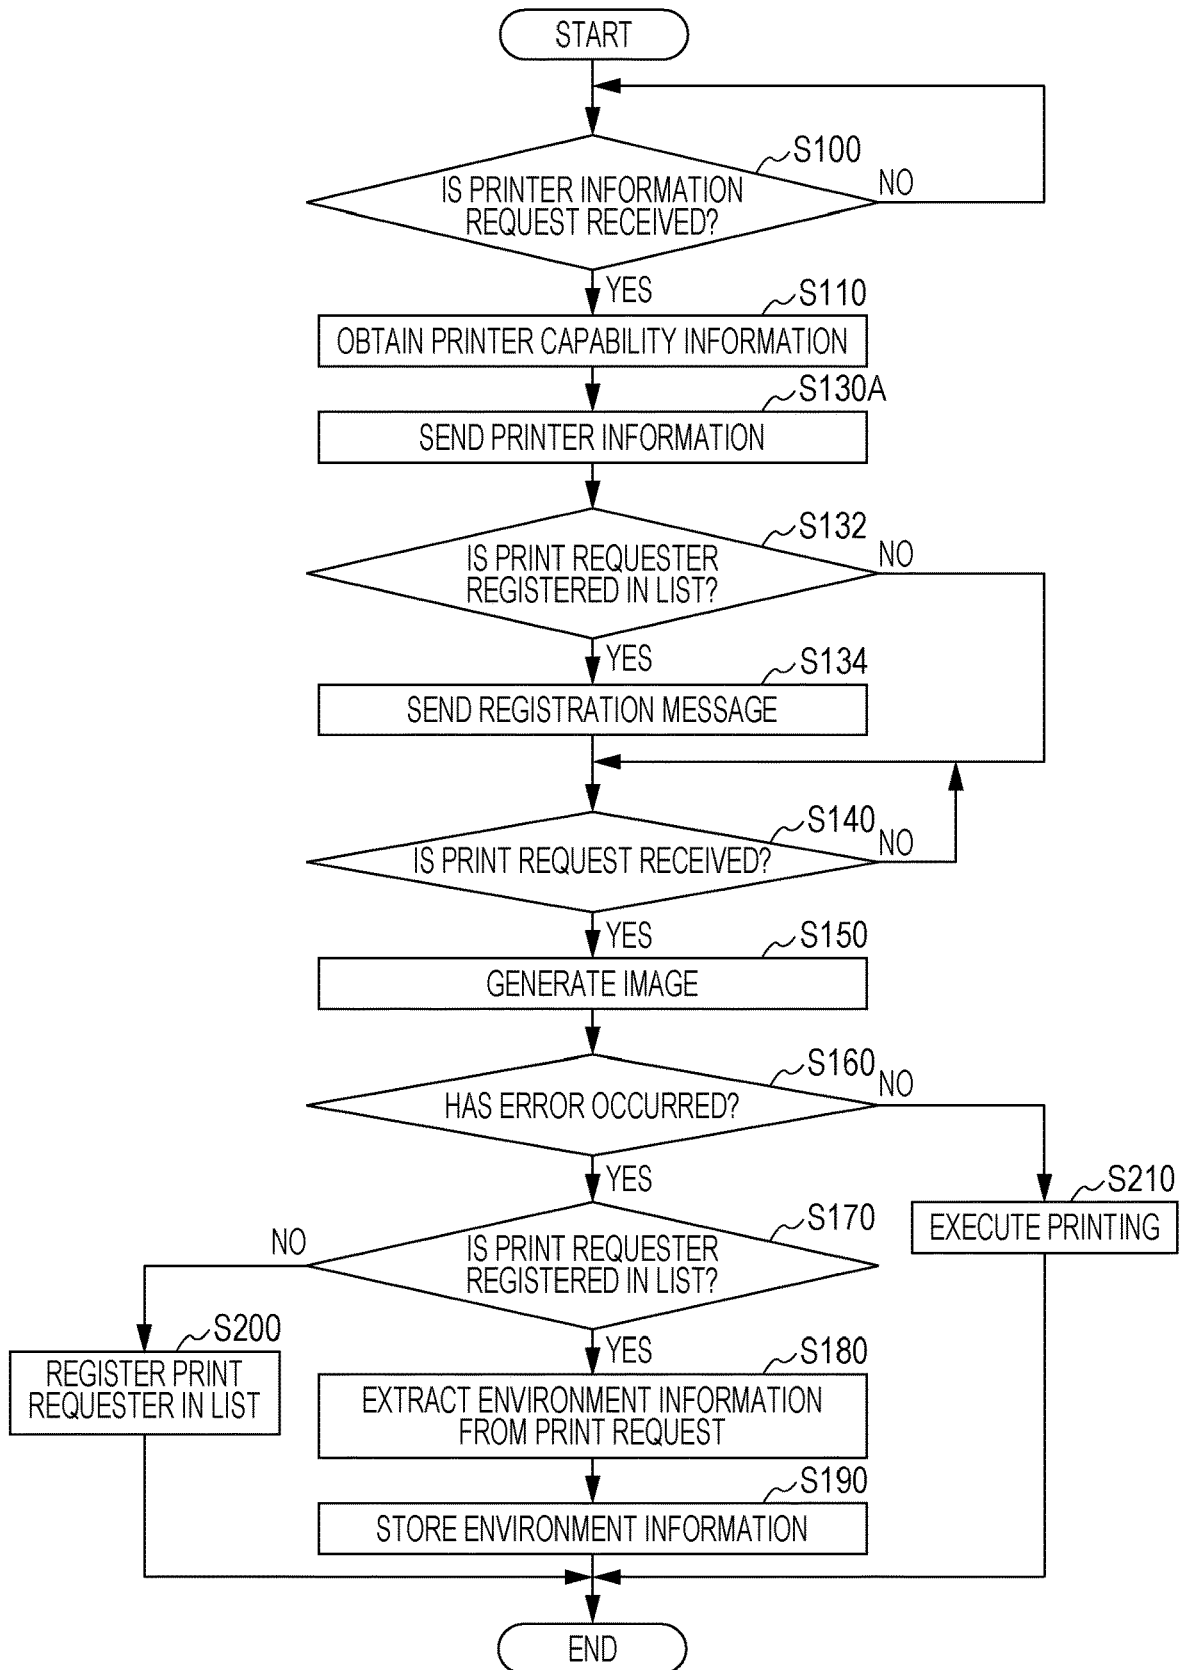 START
S100
IS PRINTER INFORMATION
REQUEST RECEIVED?
NO
YES
S110
OBTAIN PRINTER CAPABILITY INFORMATION
S130A
SEND PRINTER INFORMATION
S132
IS PRINT REQUESTER
REGISTERED IN LIST?
NO
YES
S134
SEND REGISTRATION MESSAGE
S140
IS PRINT REQUEST RECEIVED?
NO
YES
S150
GENERATE IMAGE
S160
HAS ERROR OCCURRED?
NO
YES
S210
EXECUTE PRINTING
S170
IS PRINT REQUESTER
REGISTERED IN LIST?
NO
YES
S200
REGISTER PRINT
REQUESTER IN LIST
S180
EXTRACT ENVIRONMENT INFORMATION
FROM PRINT REQUEST
S190
STORE ENVIRONMENT INFORMATION
END